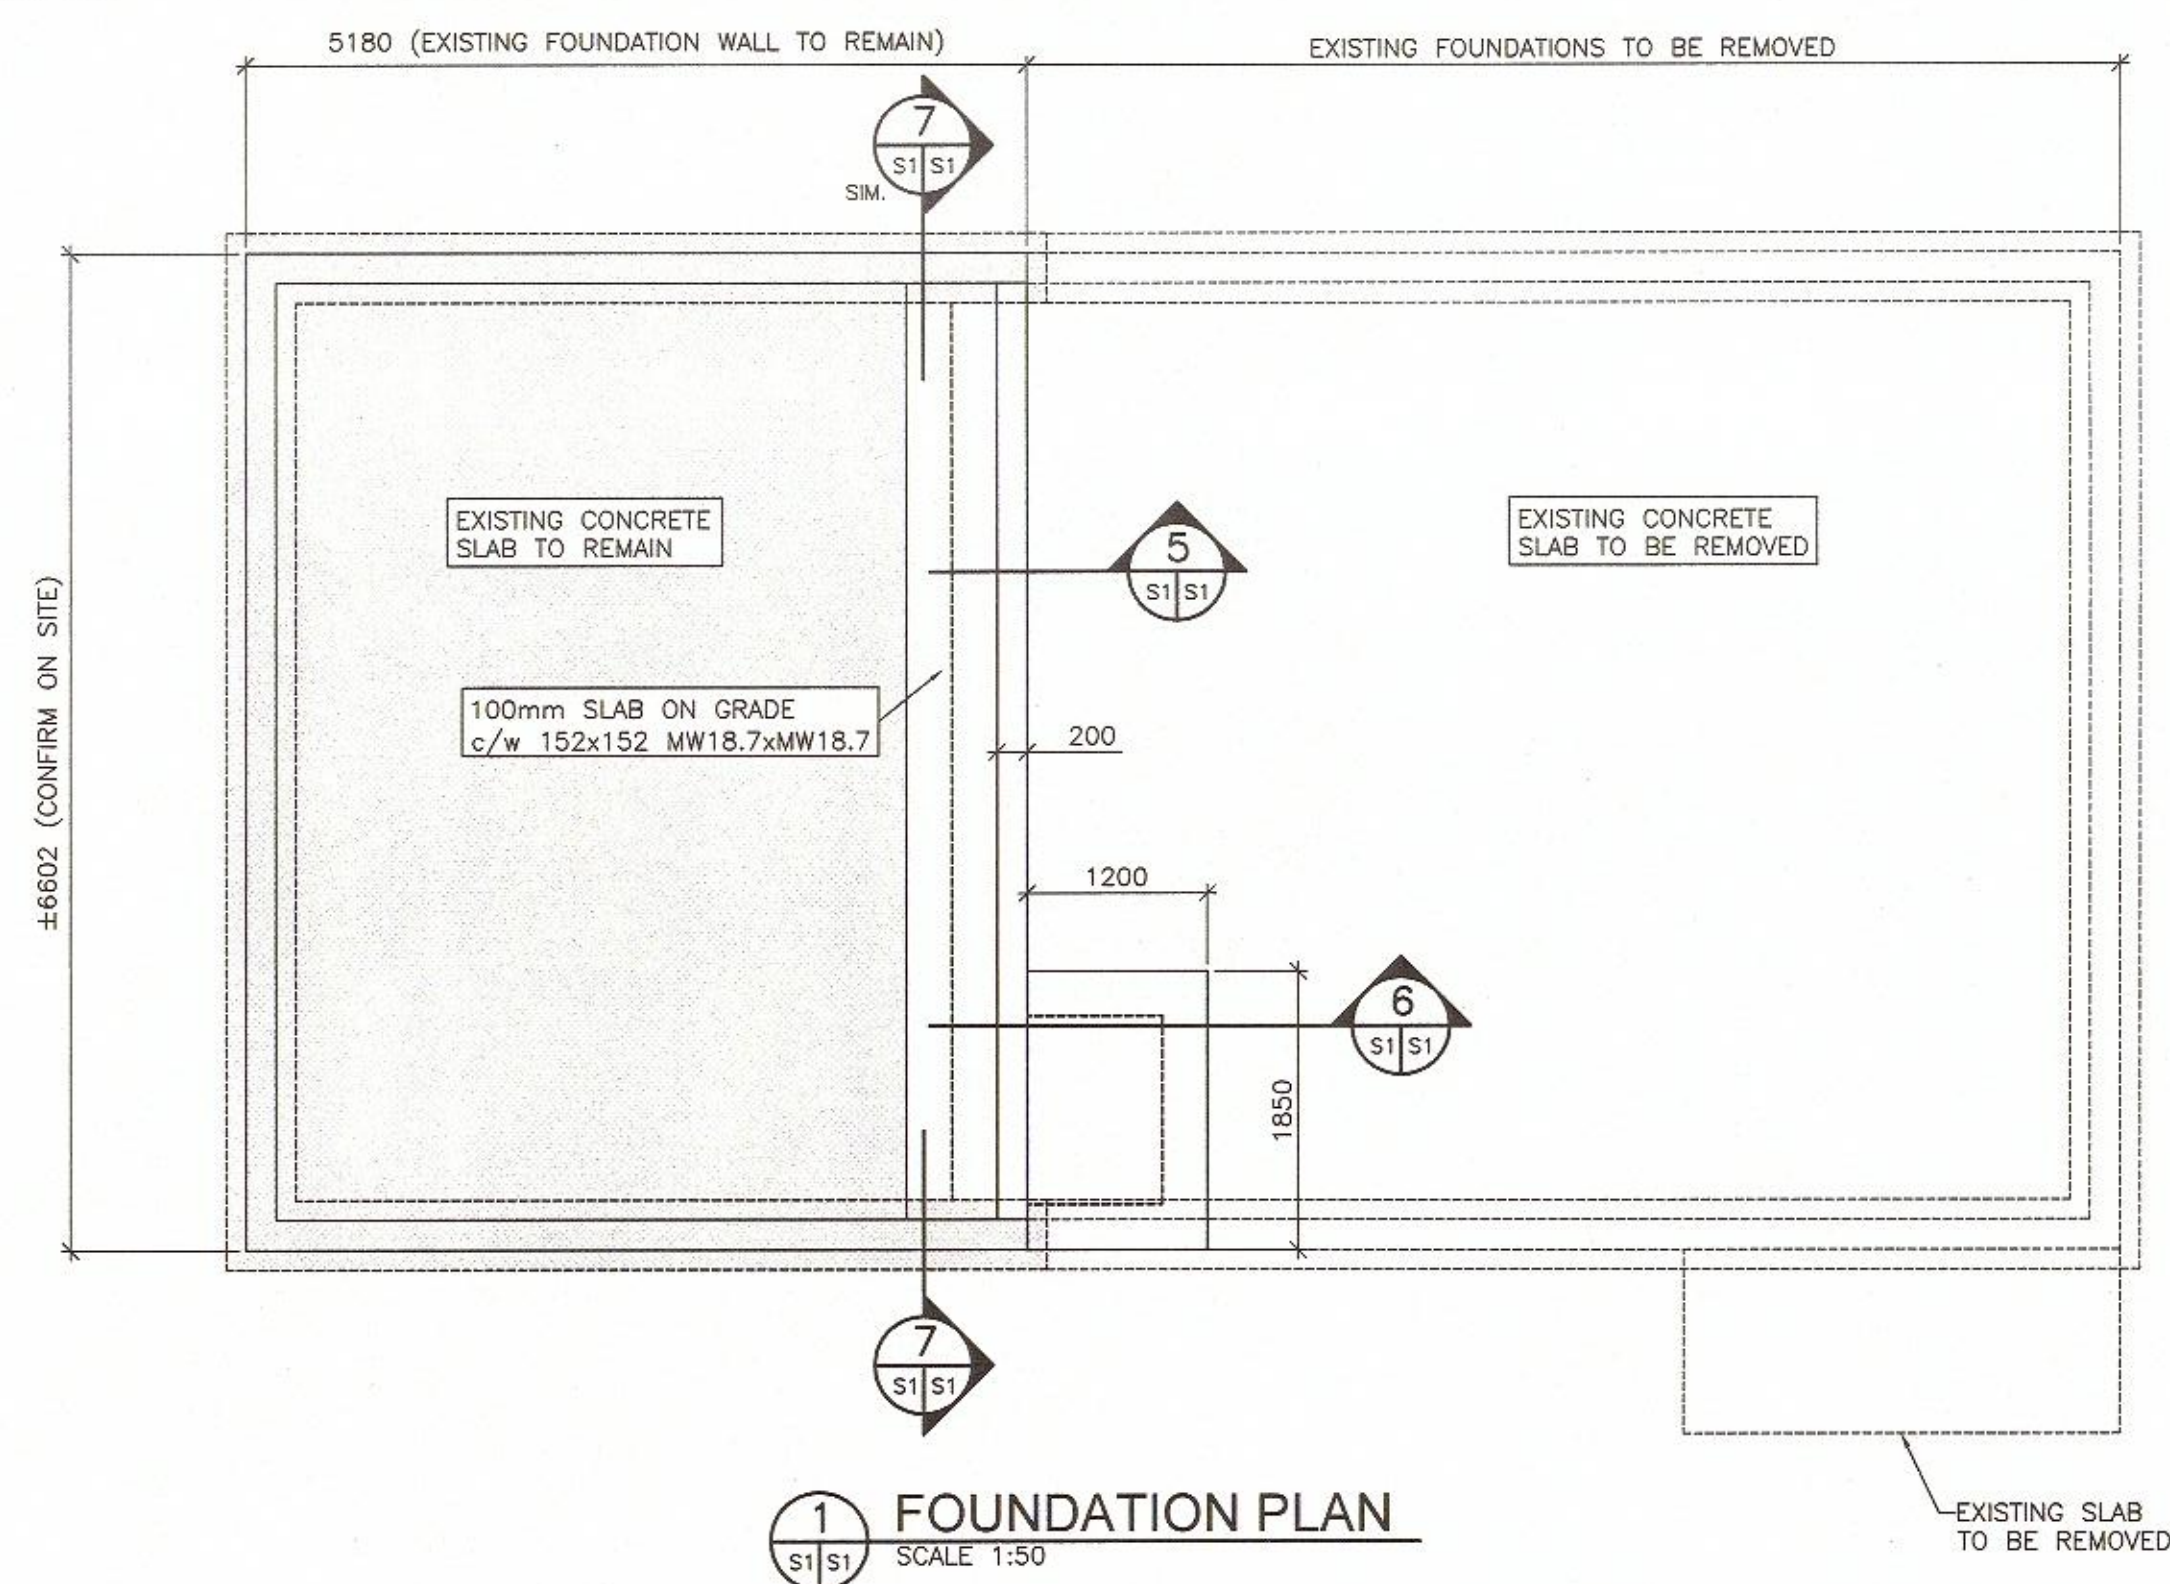 5180 (EXISTING FOUNDATION WALL TO REMAIN)
EXISTING FOUNDATIONS TO BE REMOVED
7
S1 S1
SIM.
±6602 (CONFIRM ON SITE)
EXISTING CONCRETE
SLAB TO REMAIN
5
S1 S1
EXISTING CONCRETE
SLAB TO BE REMOVED
100mm SLAB ON GRADE
c/w 152x152 MW18.7xMW18.7
200
1200
6
S1 S1
1850
7
S1 S1
1
S1 S1
FOUNDATION PLAN
SCALE 1:50
EXISTING SLAB
TO BE REMOVED